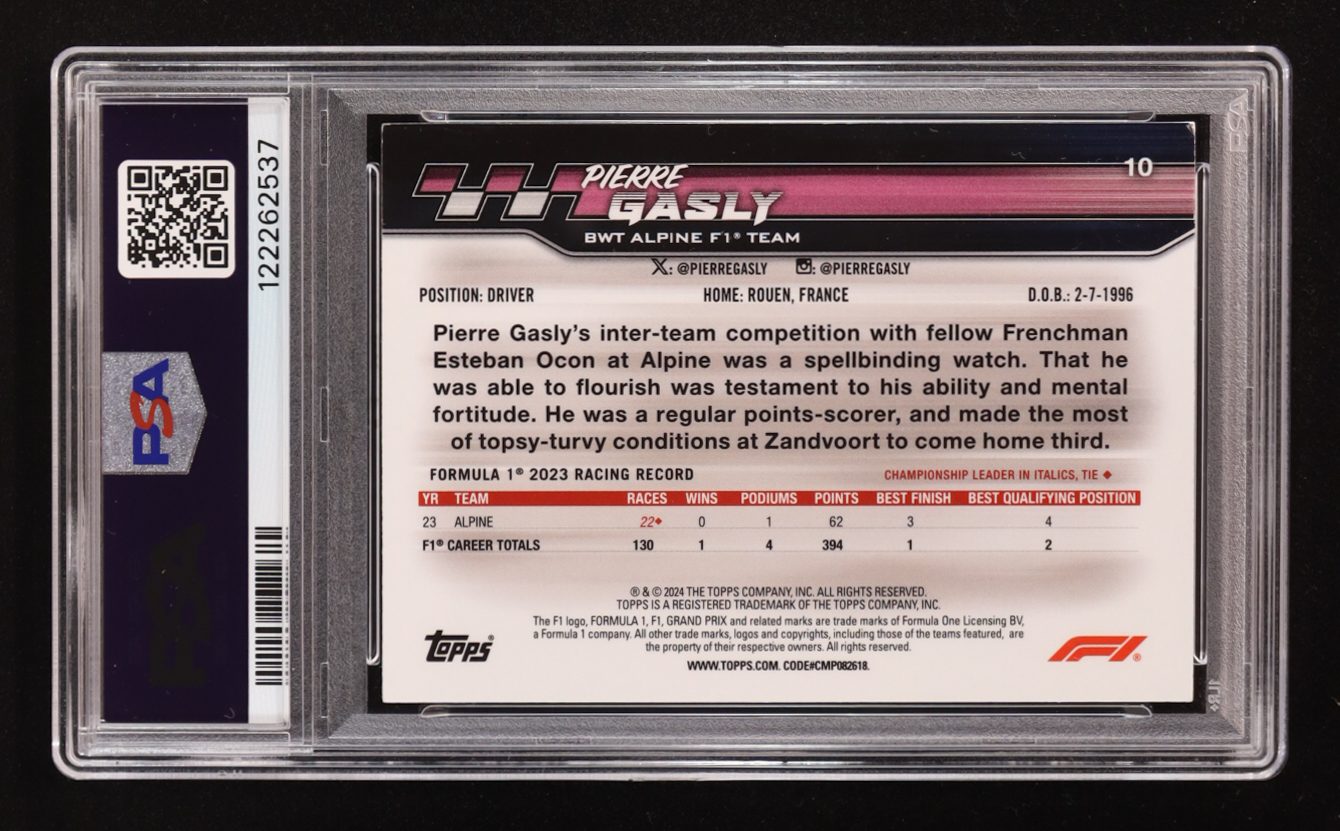 122262537
PSA
PIERRE
GASLY
10
BWT ALPINE F1® TEAM
X: @PIERREGASLY : @PIERREGASLY
POSITION: DRIVER HOME: ROUEN, FRANCE D.O.B.: 2-7-1996
Pierre Gasly's inter-team competition with fellow Frenchman
Esteban Ocon at Alpine was a spellbinding watch. That he
was able to flourish was testament to his ability and mental
fortitude. He was a regular points-scorer, and made the most
of topsy-turvy conditions at Zandvoort to come home third.
FORMULA 1® 2023 RACING RECORD CHAMPIONSHIP LEADER IN ITALICS, TIE ◆
YR TEAM RACES WINS PODIUMS POINTS BEST FINISH BEST QUALIFYING POSITION
23 ALPINE 22◆ 0 1 62 3 4
F1® CAREER TOTALS 130 1 4 394 1 2
® & © 2024 THE TOPPS COMPANY, INC. ALL RIGHTS RESERVED.
TOPPS IS A REGISTERED TRADEMARK OF THE TOPPS COMPANY, INC.
The F1 logo, FORMULA 1, F1, GRAND PRIX and related marks are trade marks of Formula One Licensing BV,
a Formula 1 company. All other trade marks, logos and copyrights, including those of the teams featured, are
the property of their respective owners. All rights reserved.
WWW.TOPPS.COM. CODE#CMP082618.
Topps®
F1®
PSA
PSA